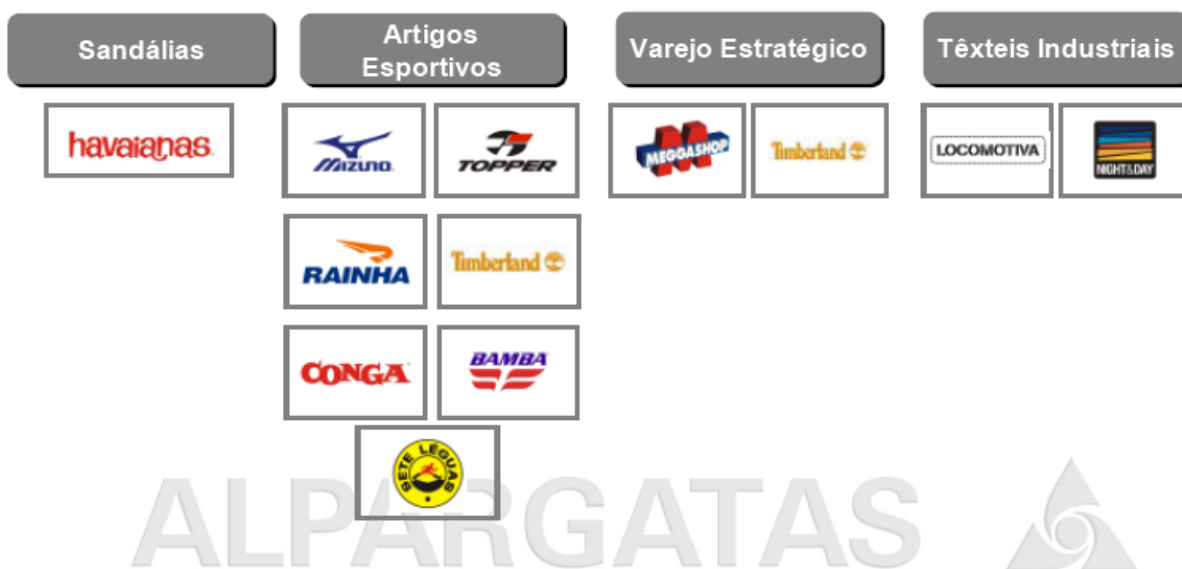 Sandálias
Artigos
Esportivos
Varejo Estratégico
Têxteis Industriais
havaianas
MIZUNO
TOPPER
MEGGASHOP
Timberland
LOCOMOTIVA
NIGHT&DAY
RAINHA
Timberland
CONGA
BAMBA
SETE LÉGUAS
ALPARGATAS